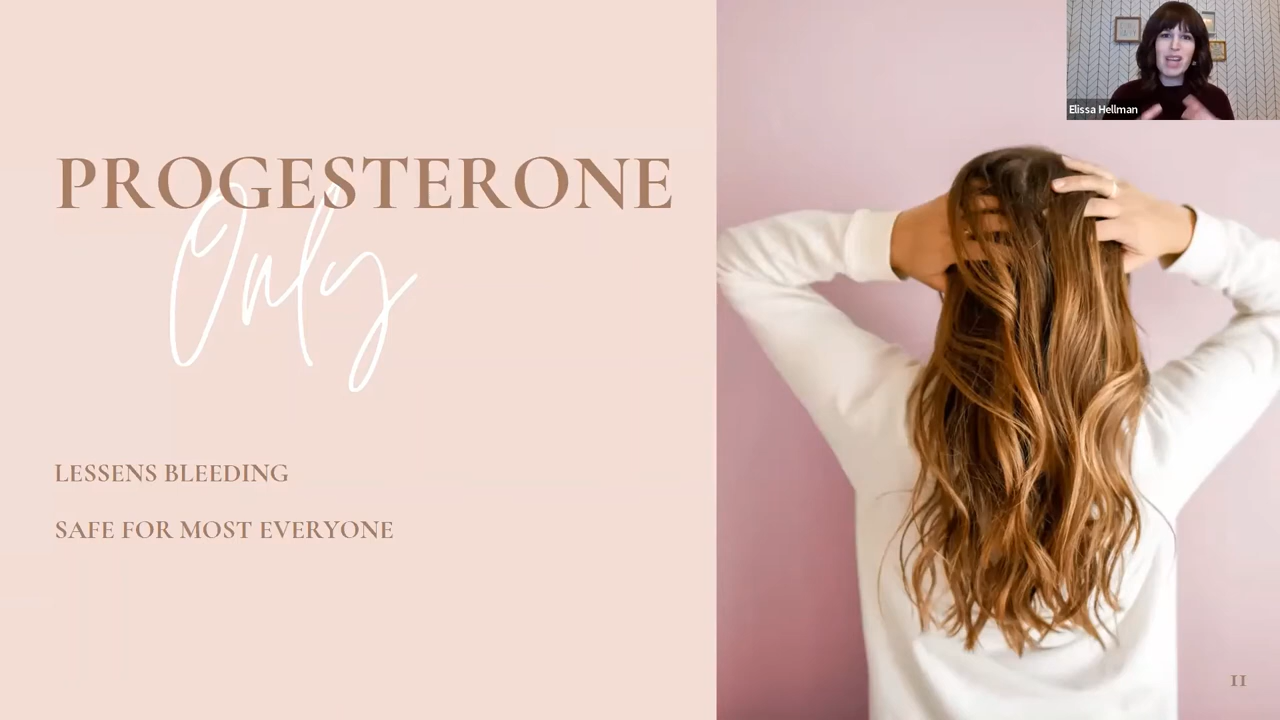 Elissa Hellman
PROGESTERONE
Only
LESSENS BLEEDING
SAFE FOR MOST EVERYONE
11